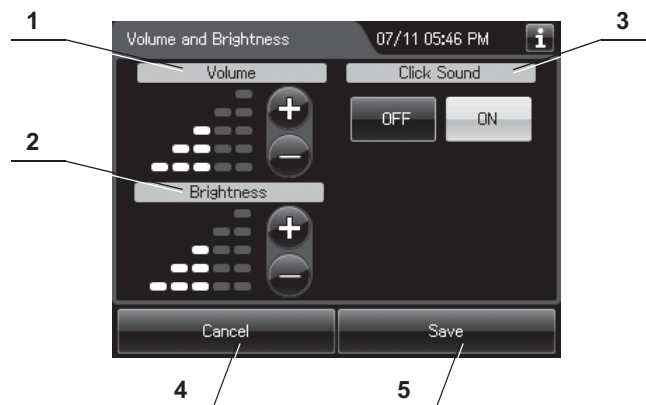 1
3
Volume and Brightness 07/11 05:46 PM i
Volume Click Sound
+
OFF ON
2
−
Brightness
+
−
Cancel Save
4 5